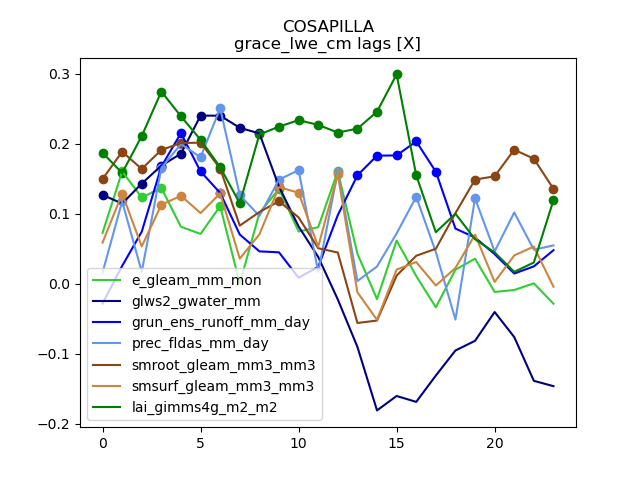 COSAPILLA
grace_lwe_cm lags [X]
0.3
0.2
0.1
0.0
−0.1
−0.2
e_gleam_mm_mon
glws2_gwater_mm
grun_ens_runoff_mm_day
prec_fldas_mm_day
smroot_gleam_mm3_mm3
smsurf_gleam_mm3_mm3
lai_gimms4g_m2_m2
0 5 10 15 20